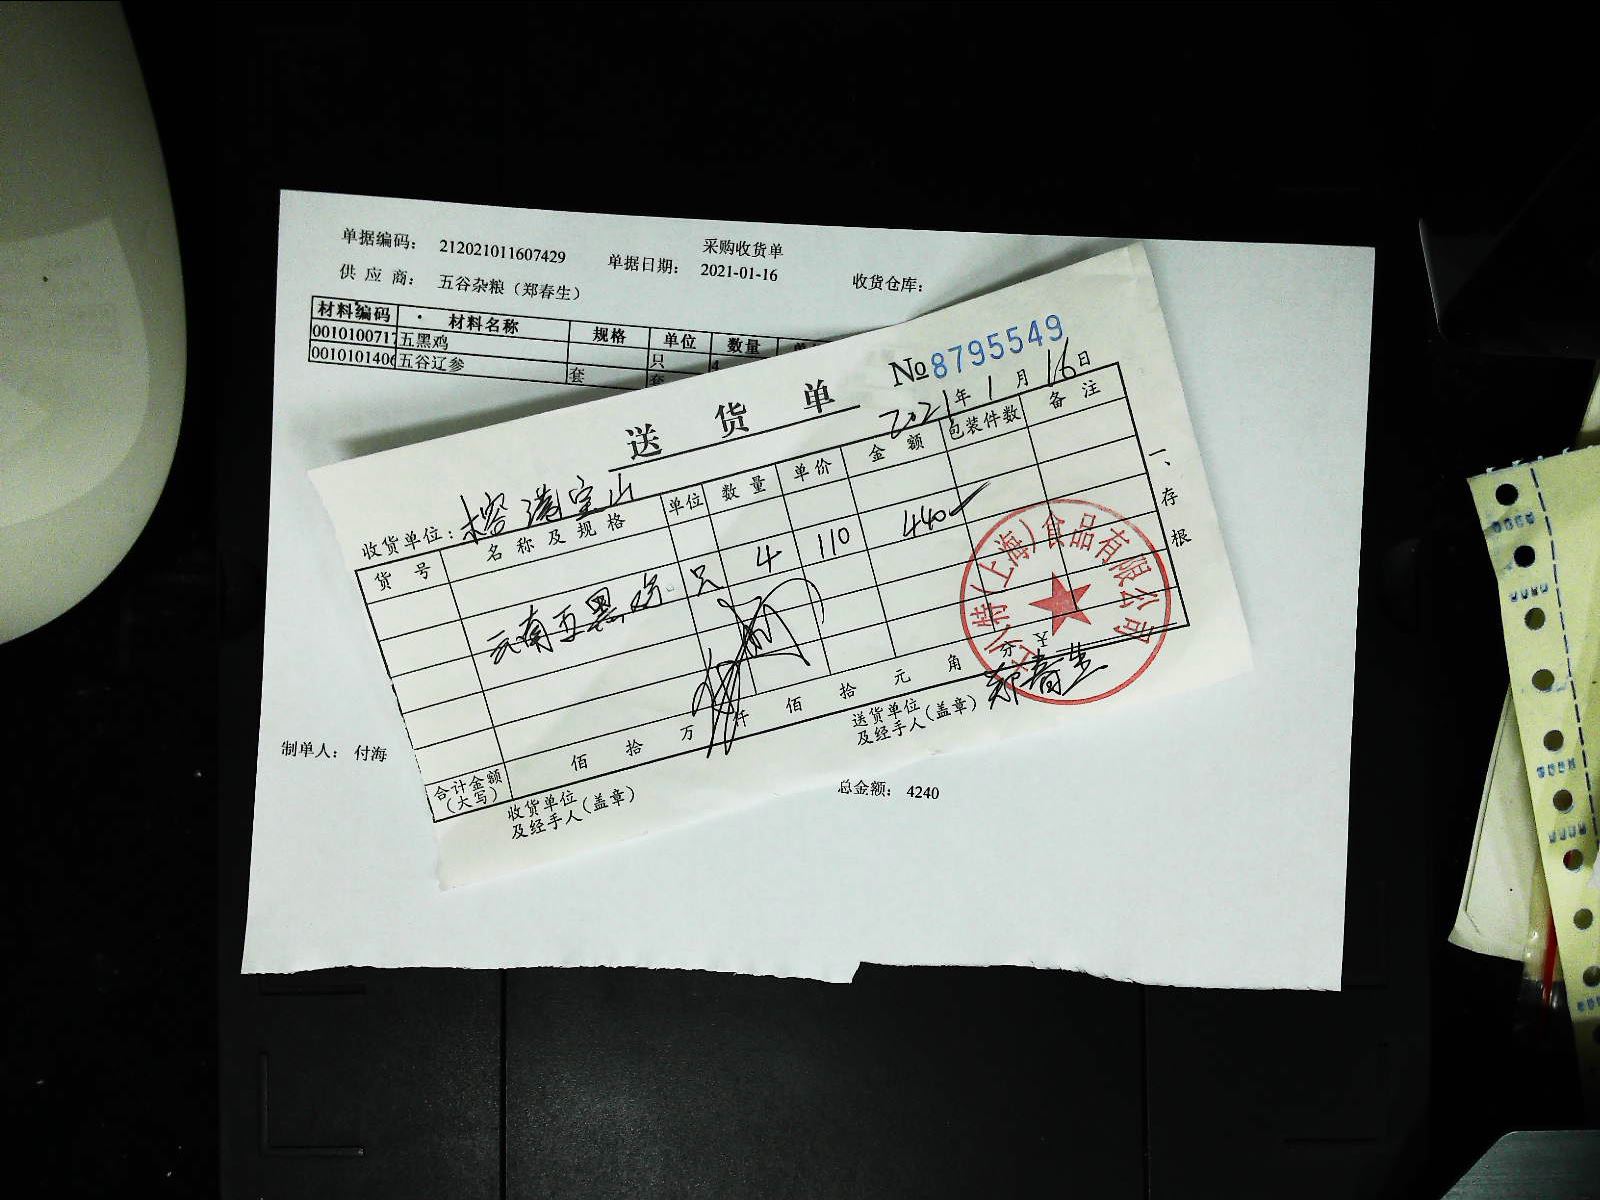 采购收货单
单据编码： 212021011607429 单据日期： 2021-01-16 收货仓库：
供 应 商： 五谷杂粮（郑春生）
材料编码 材料名称 规格 单位 数量
0010100717 五黑鸡 只 4
001010140 五谷辽参 套 套
送 货 单
№8795549
2021年 1 月 16日
收货单位：榕港宝山
货 号 名 称 及 规 格 单位 数 量 单价 金 额 包装件数 备 注
云南五黑鸡 只 4 110 440
一、存根
合计金额（大写） 佰 拾 万 仟 佰 拾 元 角 分
收货单位及经手人（盖章）
送货单位及经手人（盖章） 郑春生
特（上海）食品有限公司
制单人： 付海
总金额： 4240